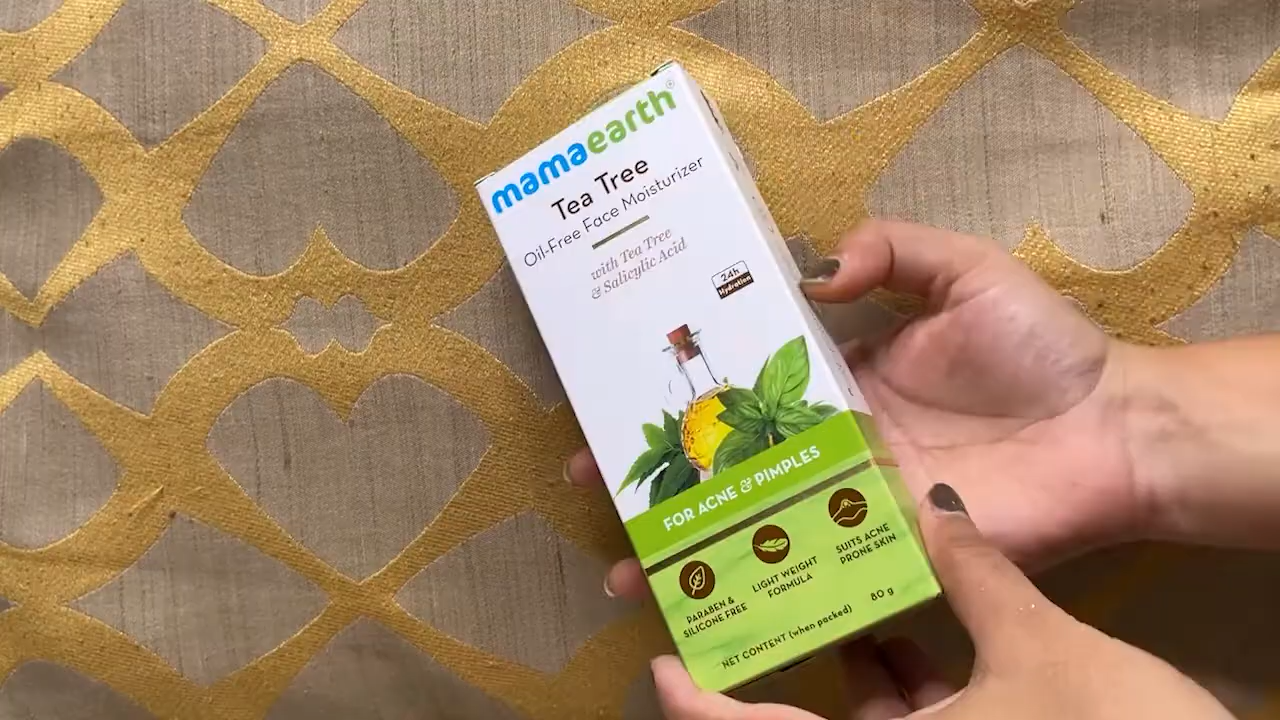 mamaearth®
Tea Tree
Oil-Free Face Moisturizer
with Tea Tree
& Salicylic Acid
24h
Hydration
FOR ACNE & PIMPLES
PARABEN &
SILICONE FREE
LIGHT WEIGHT
FORMULA
SUITS ACNE
PRONE SKIN
NET CONTENT (when packed) 80 g